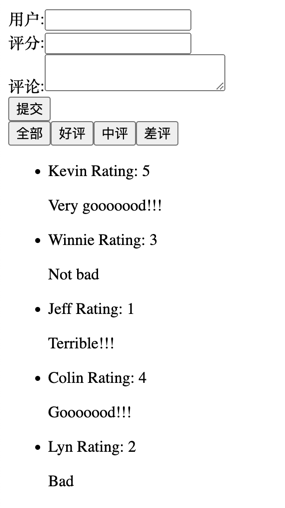 用户:
评分:
评论:
提交
全部 好评 中评 差评
Kevin Rating: 5
Very gooooood!!!
Winnie Rating: 3
Not bad
Jeff Rating: 1
Terrible!!!
Colin Rating: 4
Gooooood!!!
Lyn Rating: 2
Bad